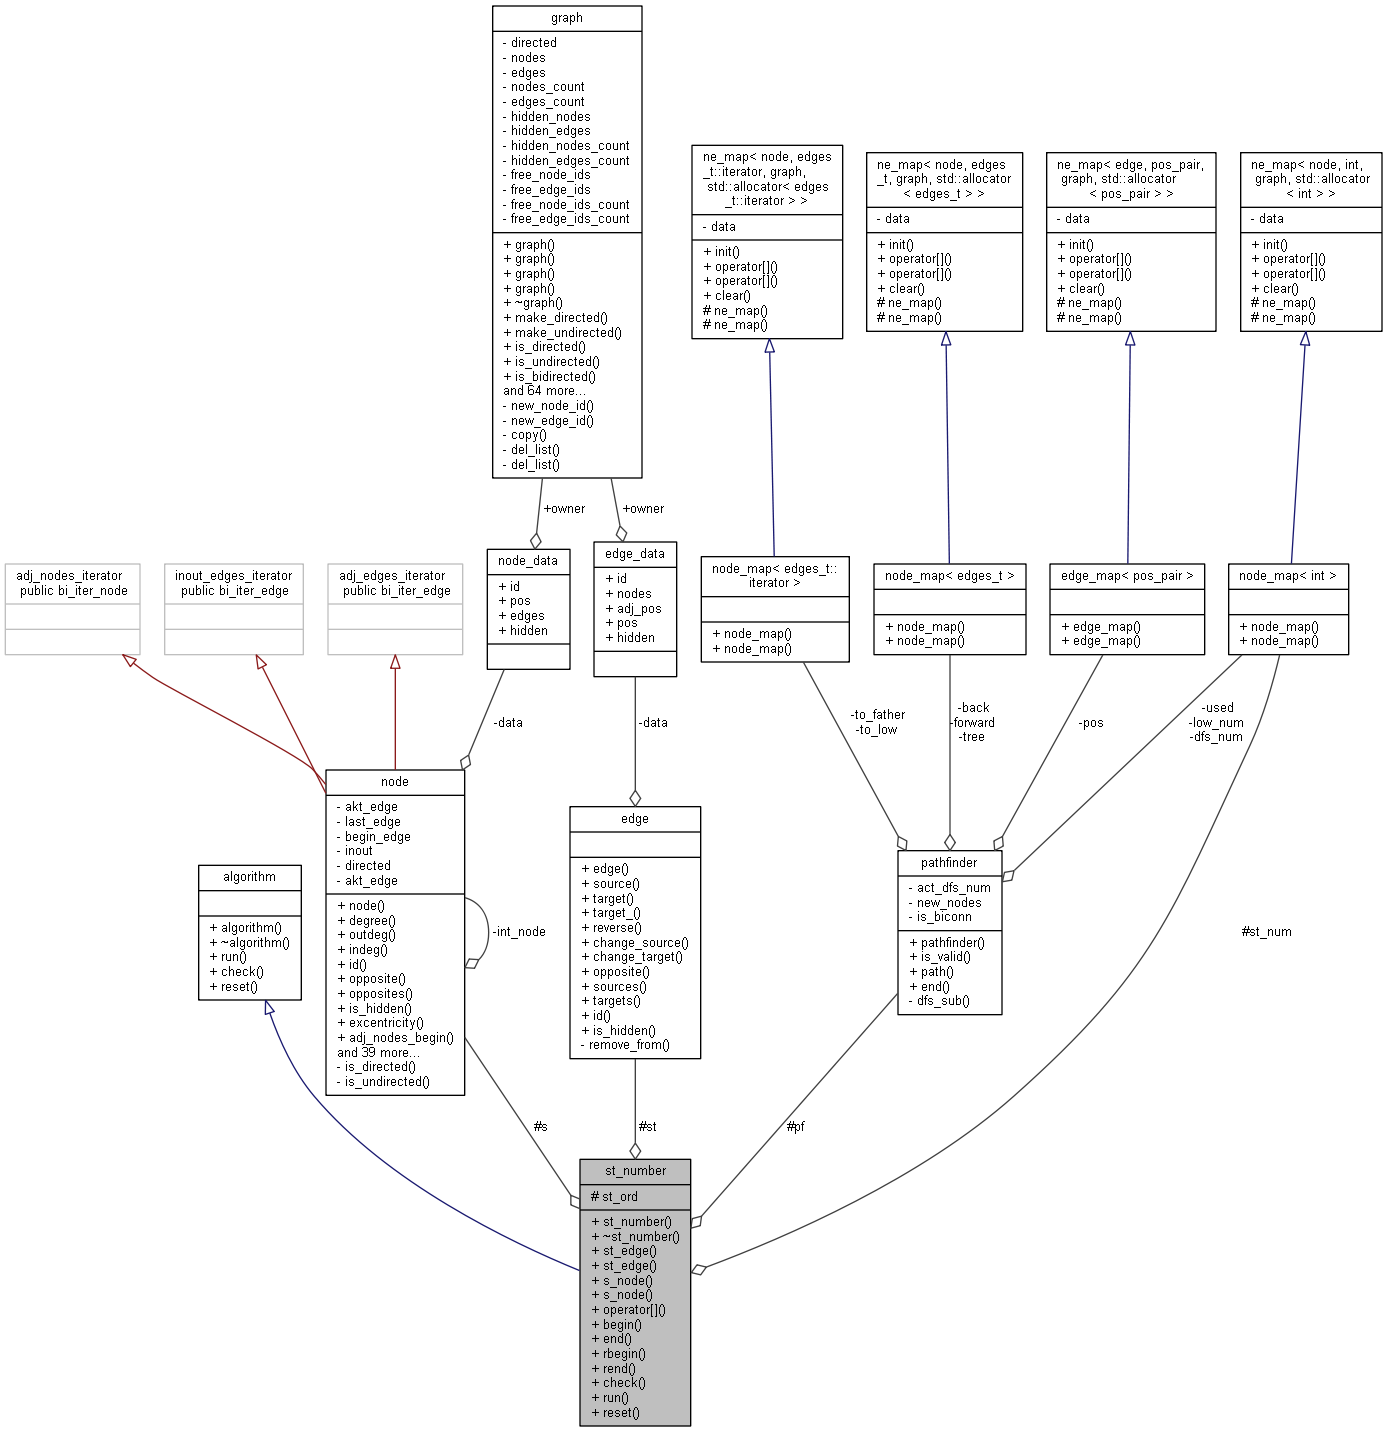 graph
- directed
- nodes
- edges
- nodes_count
- edges_count
- hidden_nodes
- hidden_edges
- hidden_nodes_count
- hidden_edges_count
- free_node_ids
- free_edge_ids
- free_node_ids_count
- free_edge_ids_count
+ graph()
+ graph()
+ graph()
+ graph()
+ ~graph()
+ make_directed()
+ make_undirected()
+ is_directed()
+ is_undirected()
+ is_bidirected()
and 64 more...
- new_node_id()
- new_edge_id()
- copy()
- del_list()
- del_list()
ne_map< node, edges
_t::iterator, graph,
std::allocator< edges
_t::iterator > >
- data
+ init()
+ operator[]()
+ operator[]()
+ clear()
# ne_map()
# ne_map()
ne_map< node, edges
_t, graph, std::allocator
< edges_t > >
- data
+ init()
+ operator[]()
+ operator[]()
+ clear()
# ne_map()
# ne_map()
ne_map< edge, pos_pair,
graph, std::allocator
< pos_pair > >
- data
+ init()
+ operator[]()
+ operator[]()
+ clear()
# ne_map()
# ne_map()
ne_map< node, int,
graph, std::allocator
< int > >
- data
+ init()
+ operator[]()
+ operator[]()
+ clear()
# ne_map()
# ne_map()
+owner
+owner
adj_nodes_iterator
public bi_iter_node
inout_edges_iterator
public bi_iter_edge
adj_edges_iterator
public bi_iter_edge
node_data
+ id
+ pos
+ edges
+ hidden
edge_data
+ id
+ nodes
+ adj_pos
+ pos
+ hidden
node_map< edges_t::
iterator >
+ node_map()
+ node_map()
node_map< edges_t >
+ node_map()
+ node_map()
edge_map< pos_pair >
+ edge_map()
+ edge_map()
node_map< int >
+ node_map()
+ node_map()
-data
-data
-to_father
-to_low
-back
-forward
-tree
-pos
-used
-low_num
-dfs_num
node
- akt_edge
- last_edge
- begin_edge
- inout
- directed
- akt_edge
+ node()
+ degree()
+ outdeg()
+ indeg()
+ id()
+ opposite()
+ opposites()
+ is_hidden()
+ excentricity()
+ adj_nodes_begin()
and 39 more...
- is_directed()
- is_undirected()
-int_node
algorithm
+ algorithm()
+ ~algorithm()
+ run()
+ check()
+ reset()
edge
+ edge()
+ source()
+ target()
+ target_()
+ reverse()
+ change_source()
+ change_target()
+ opposite()
+ sources()
+ targets()
+ id()
+ is_hidden()
- remove_from()
pathfinder
- act_dfs_num
- new_nodes
- is_biconn
+ pathfinder()
+ is_valid()
+ path()
+ end()
- dfs_sub()
#st_num
#s
#st
#pf
st_number
# st_ord
+ st_number()
+ ~st_number()
+ st_edge()
+ st_edge()
+ s_node()
+ s_node()
+ operator[]()
+ begin()
+ end()
+ rbegin()
+ rend()
+ check()
+ run()
+ reset()